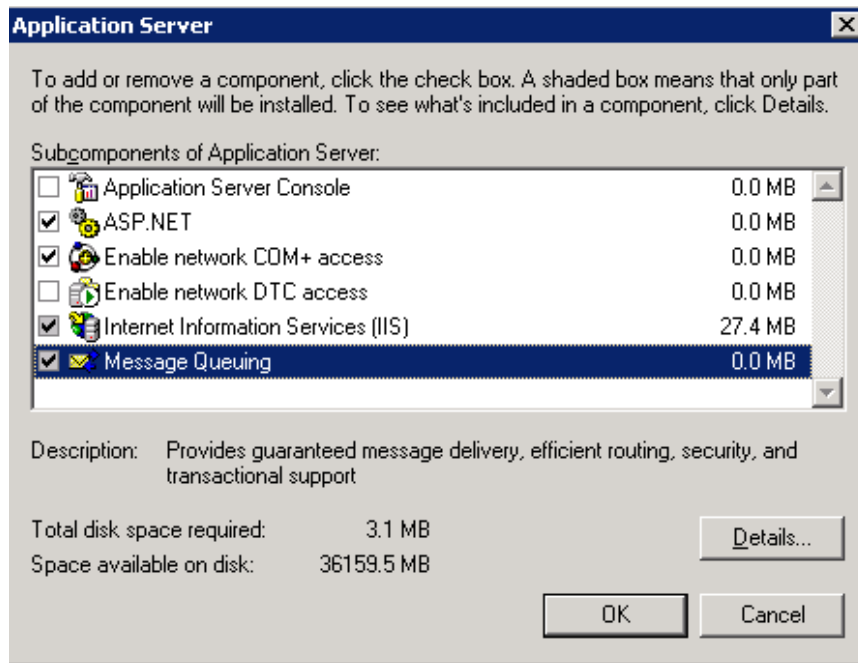 Application Server
To add or remove a component, click the check box. A shaded box means that only part
of the component will be installed. To see what's included in a component, click Details.
Subcomponents of Application Server:
Application Server Console 0.0 MB
ASP.NET 0.0 MB
Enable network COM+ access 0.0 MB
Enable network DTC access 0.0 MB
Internet Information Services (IIS) 27.4 MB
Message Queuing 0.0 MB
Description: Provides guaranteed message delivery, efficient routing, security, and
transactional support
Total disk space required: 3.1 MB
Space available on disk: 36159.5 MB
Details...
OK Cancel